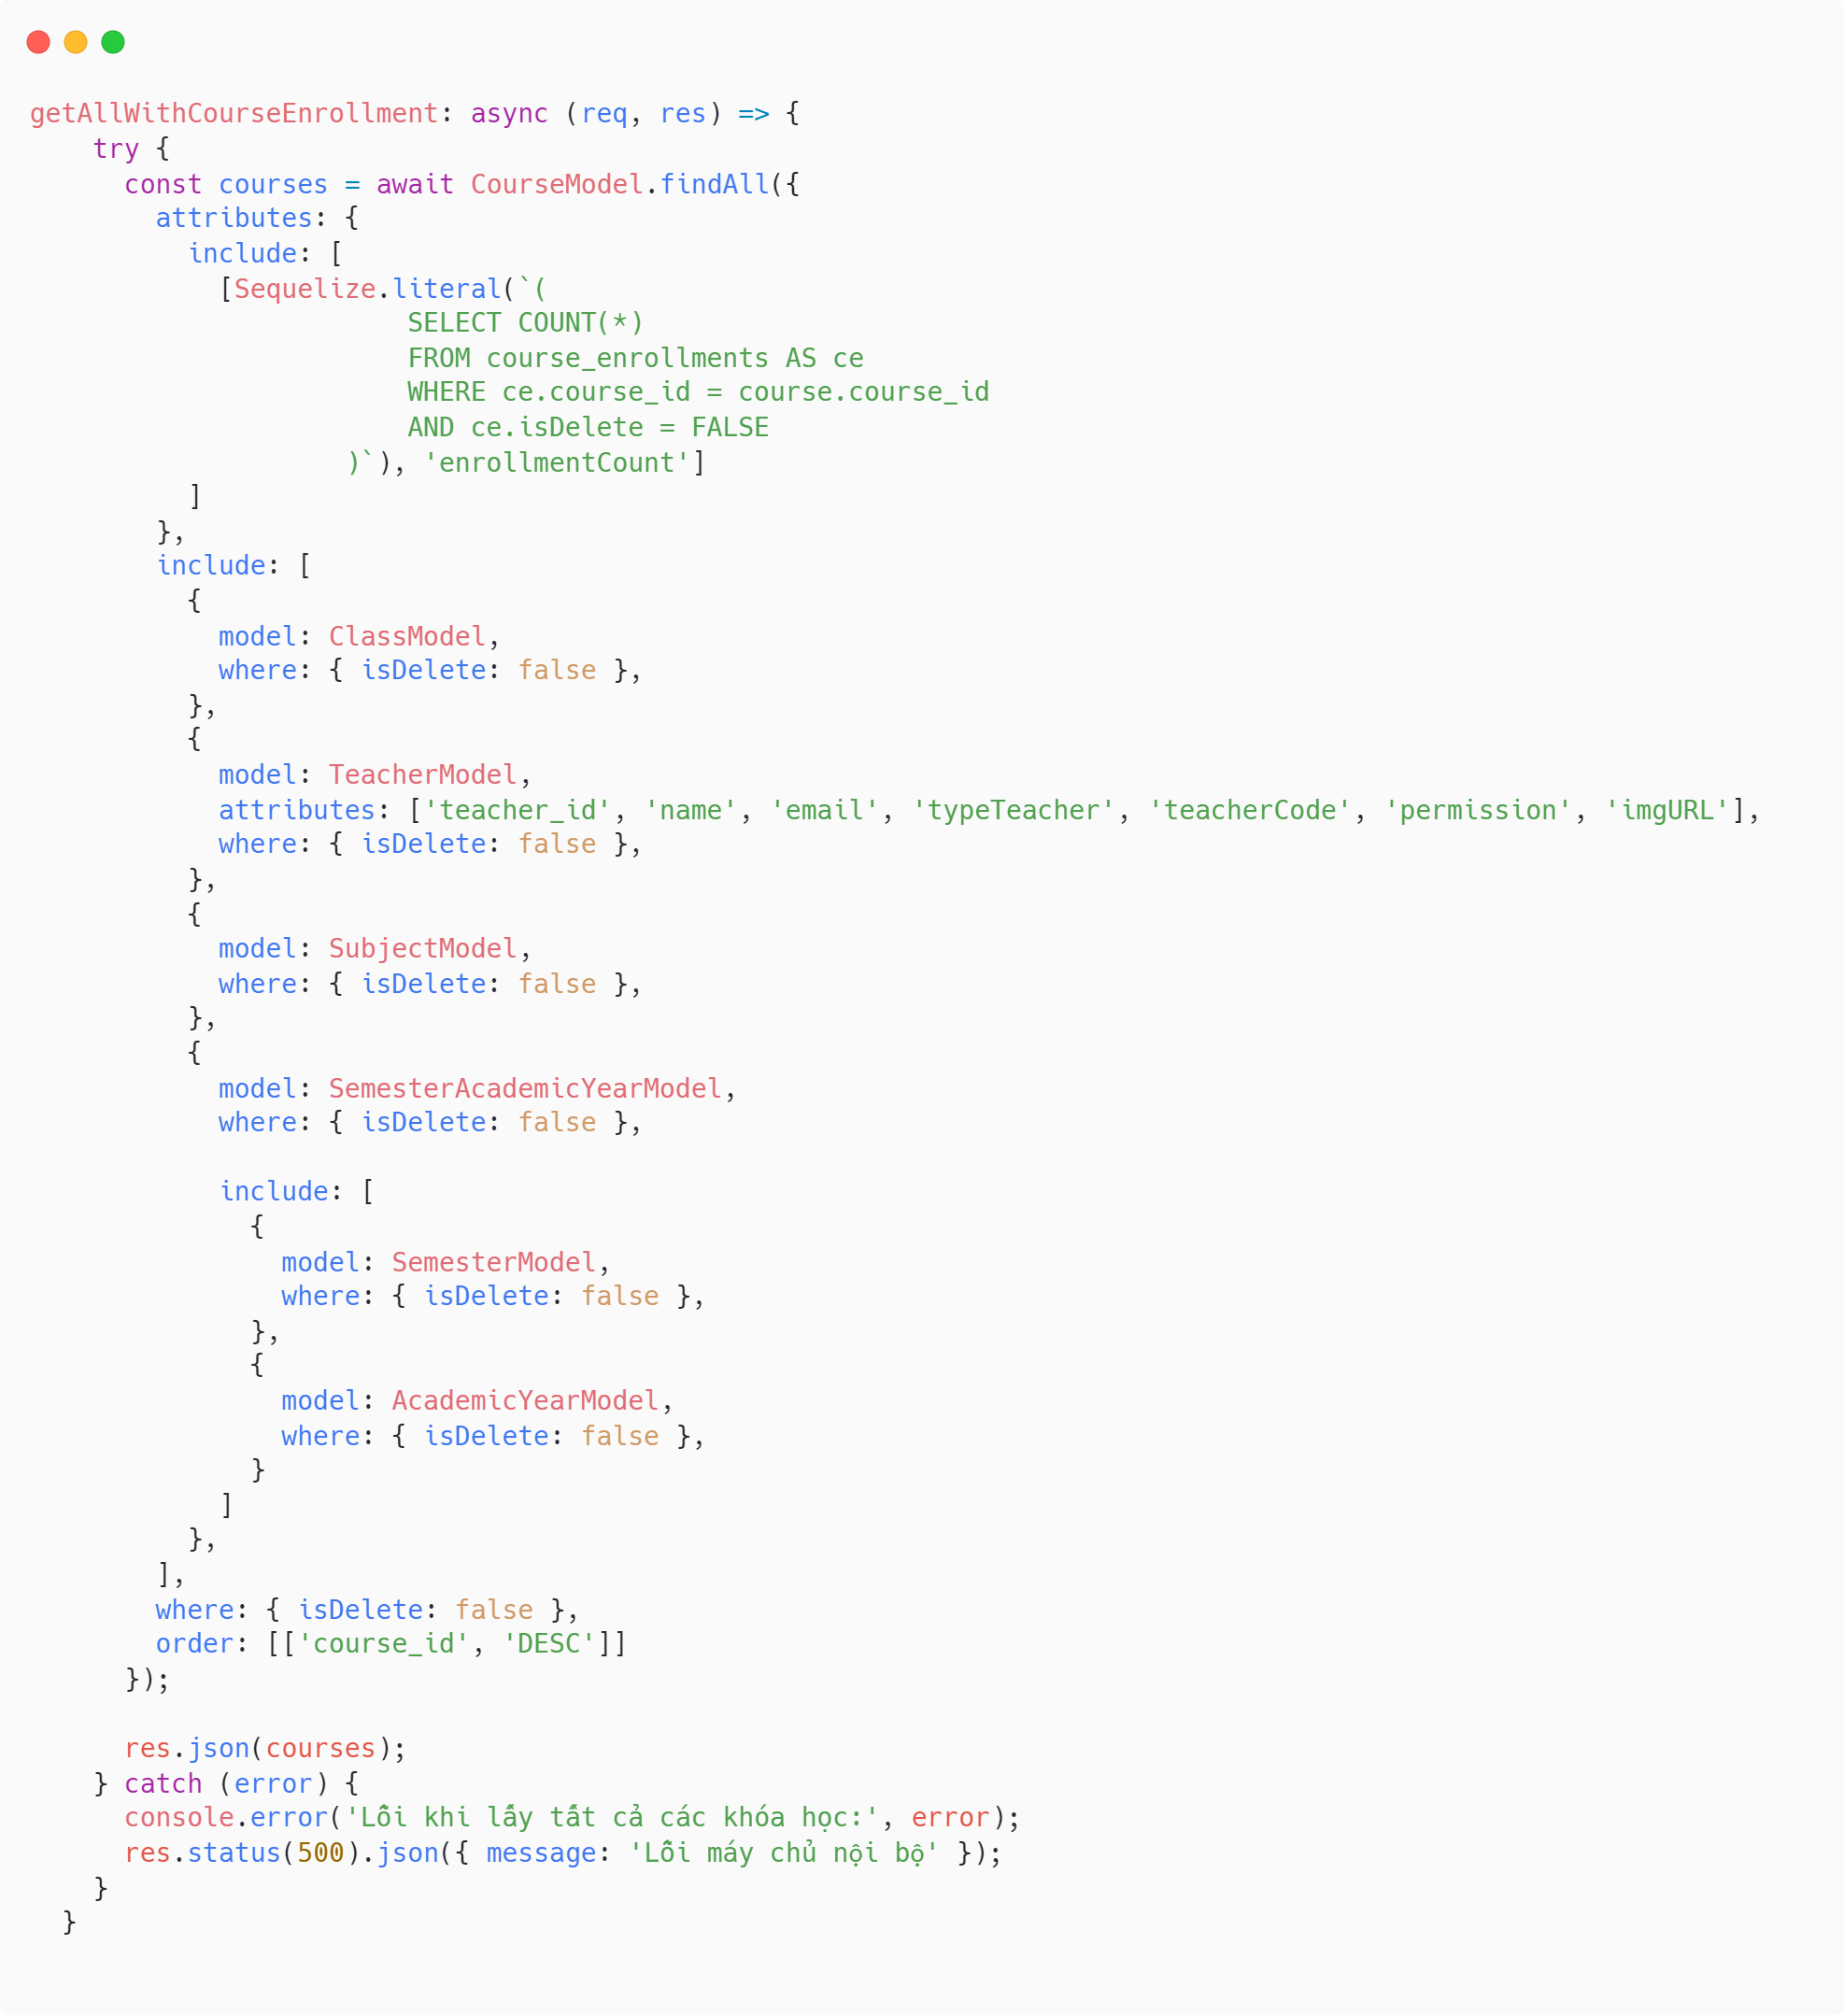 getAllWithCourseEnrollment: async (req, res) => {
    try {
      const courses = await CourseModel.findAll({
        attributes: {
          include: [
            [Sequelize.literal(`(
                        SELECT COUNT(*)
                        FROM course_enrollments AS ce
                        WHERE ce.course_id = course.course_id
                        AND ce.isDelete = FALSE
                    )`), 'enrollmentCount']
          ]
        },
        include: [
          {
            model: ClassModel,
            where: { isDelete: false },
          },
          {
            model: TeacherModel,
            attributes: ['teacher_id', 'name', 'email', 'typeTeacher', 'teacherCode', 'permission', 'imgURL'],
            where: { isDelete: false },
          },
          {
            model: SubjectModel,
            where: { isDelete: false },
          },
          {
            model: SemesterAcademicYearModel,
            where: { isDelete: false },

            include: [
              {
                model: SemesterModel,
                where: { isDelete: false },
              },
              {
                model: AcademicYearModel,
                where: { isDelete: false },
              }
            ]
          },
        ],
        where: { isDelete: false },
        order: [['course_id', 'DESC']]
      });

      res.json(courses);
    } catch (error) {
      console.error('Lỗi khi lấy tất cả các khóa học:', error);
      res.status(500).json({ message: 'Lỗi máy chủ nội bộ' });
    }
  }